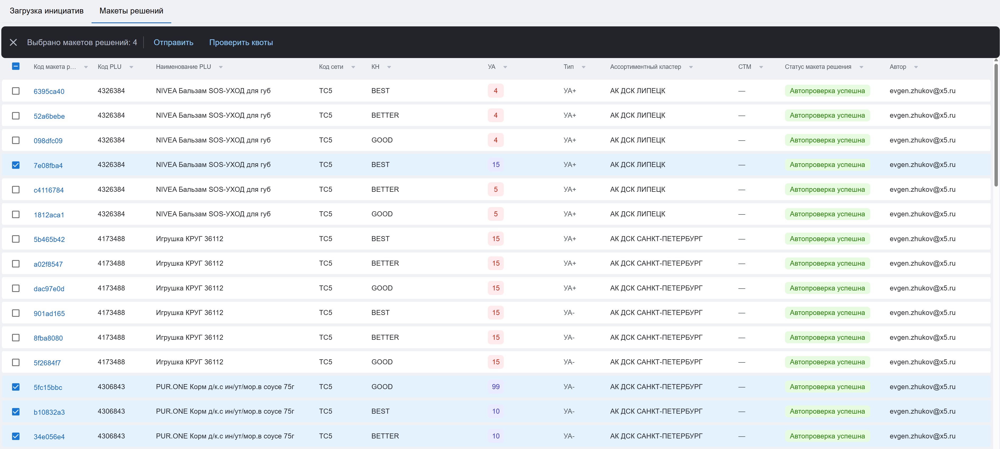 Загрузка инициатив Макеты решений
Выбрано макетов решений: 4 Отправить Проверить квоты
Код макета р... Код PLU Наименование PLU Код сети КН УА Тип Ассортиментный кластер СТМ Статус макета решения Автор
6395ca40 4326384 NIVEA Бальзам SOS-УХОД для губ TC5 BEST 4 УА+ АК ДСК ЛИПЕЦК — Автопроверка успешна evgen.zhukov@x5.ru
52a6bebe 4326384 NIVEA Бальзам SOS-УХОД для губ TC5 BETTER 4 УА+ АК ДСК ЛИПЕЦК — Автопроверка успешна evgen.zhukov@x5.ru
098dfc09 4326384 NIVEA Бальзам SOS-УХОД для губ TC5 GOOD 4 УА+ АК ДСК ЛИПЕЦК — Автопроверка успешна evgen.zhukov@x5.ru
7e08fba4 4326384 NIVEA Бальзам SOS-УХОД для губ TC5 BEST 15 УА+ АК ДСК ЛИПЕЦК — Автопроверка успешна evgen.zhukov@x5.ru
c4116784 4326384 NIVEA Бальзам SOS-УХОД для губ TC5 BETTER 5 УА+ АК ДСК ЛИПЕЦК — Автопроверка успешна evgen.zhukov@x5.ru
1812aca1 4326384 NIVEA Бальзам SOS-УХОД для губ TC5 GOOD 5 УА+ АК ДСК ЛИПЕЦК — Автопроверка успешна evgen.zhukov@x5.ru
5b465b42 4173488 Игрушка КРУГ 36112 TC5 BEST 15 УА+ АК ДСК САНКТ-ПЕТЕРБУРГ — Автопроверка успешна evgen.zhukov@x5.ru
a02f8547 4173488 Игрушка КРУГ 36112 TC5 BETTER 15 УА+ АК ДСК САНКТ-ПЕТЕРБУРГ — Автопроверка успешна evgen.zhukov@x5.ru
dac97e0d 4173488 Игрушка КРУГ 36112 TC5 GOOD 15 УА+ АК ДСК САНКТ-ПЕТЕРБУРГ — Автопроверка успешна evgen.zhukov@x5.ru
901ad165 4173488 Игрушка КРУГ 36112 TC5 BEST 15 УА- АК ДСК САНКТ-ПЕТЕРБУРГ — Автопроверка успешна evgen.zhukov@x5.ru
8fba8080 4173488 Игрушка КРУГ 36112 TC5 BETTER 15 УА- АК ДСК САНКТ-ПЕТЕРБУРГ — Автопроверка успешна evgen.zhukov@x5.ru
5f2684f7 4173488 Игрушка КРУГ 36112 TC5 GOOD 15 УА- АК ДСК САНКТ-ПЕТЕРБУРГ — Автопроверка успешна evgen.zhukov@x5.ru
5fc15bbc 4306843 PUR.ONE Корм д/к.с ин/ут/мор.в соусе 75г TC5 GOOD 99 УА- АК ДСК САНКТ-ПЕТЕРБУРГ — Автопроверка успешна evgen.zhukov@x5.ru
b10832a3 4306843 PUR.ONE Корм д/к.с ин/ут/мор.в соусе 75г TC5 BEST 10 УА- АК ДСК САНКТ-ПЕТЕРБУРГ — Автопроверка успешна evgen.zhukov@x5.ru
34e056e4 4306843 PUR.ONE Корм д/к.с ин/ут/мор.в соусе 75г TC5 BETTER 10 УА- АК ДСК САНКТ-ПЕТЕРБУРГ — Автопроверка успешна evgen.zhukov@x5.ru